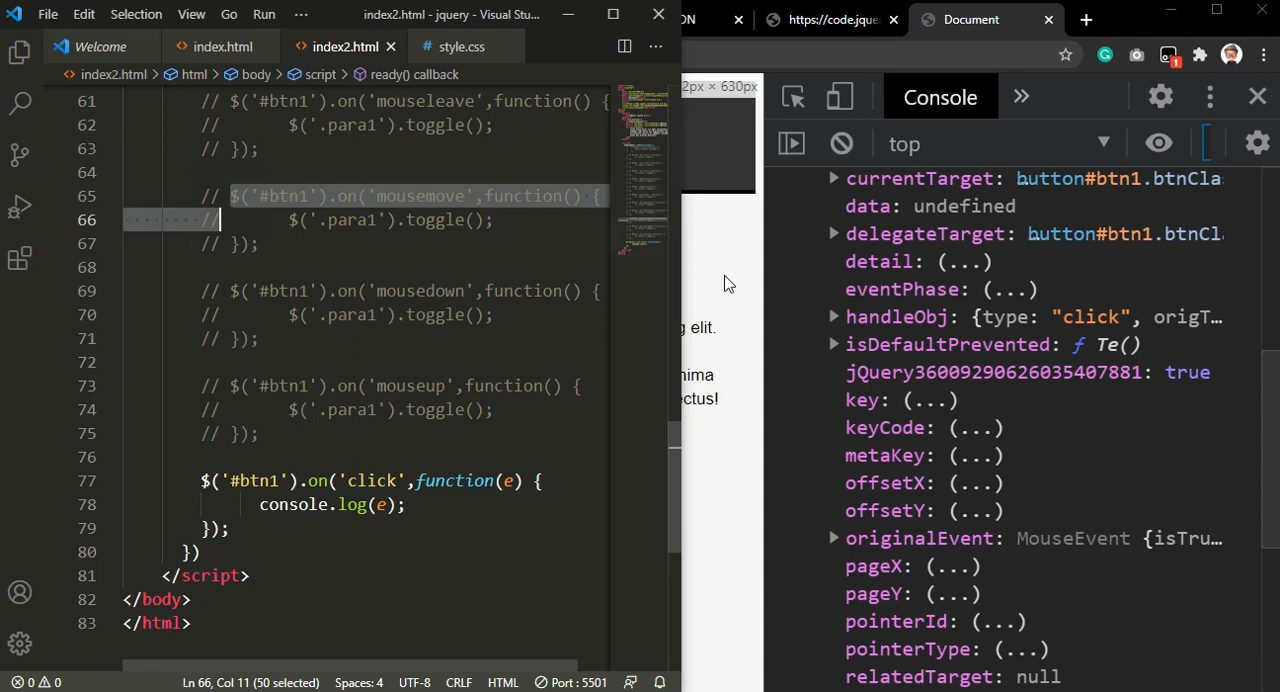 File Edit Selection View Go Run ··· index2.html - jquery - Visual Stu...
Welcome index.html index2.html style.css
index2.html > html > body > script > ready() callback
61 // $('#btn1').on('mouseleave',function() {
62 // $('.para1').toggle();
63 // });
64
65 // $('#btn1').on('mousemove',function() {
66 // $('.para1').toggle();
67 // });
68
69 // $('#btn1').on('mousedown',function() {
70 // $('.para1').toggle();
71 // });
72
73 // $('#btn1').on('mouseup',function() {
74 // $('.para1').toggle();
75 // });
76
77 $('#btn1').on('click',function(e) {
78 console.log(e);
79 });
80 })
81 </script>
82 </body>
83 </html>
0 0 Ln 66, Col 11 (50 selected) Spaces: 4 UTF-8 CRLF HTML Port : 5501
ON https://code.jque Document
2px × 630px
g elit.
nima
ectus!
Console
top
1
currentTarget: button#btn1.btnCla
data: undefined
delegateTarget: button#btn1.btnCl
detail: (...)
eventPhase: (...)
handleObj: {type: "click", origT…
isDefaultPrevented: ƒ Te()
jQuery36009290626035407881: true
key: (...)
keyCode: (...)
metaKey: (...)
offsetX: (...)
offsetY: (...)
originalEvent: MouseEvent {isTru…
pageX: (...)
pageY: (...)
pointerId: (...)
pointerType: (...)
relatedTarget: null